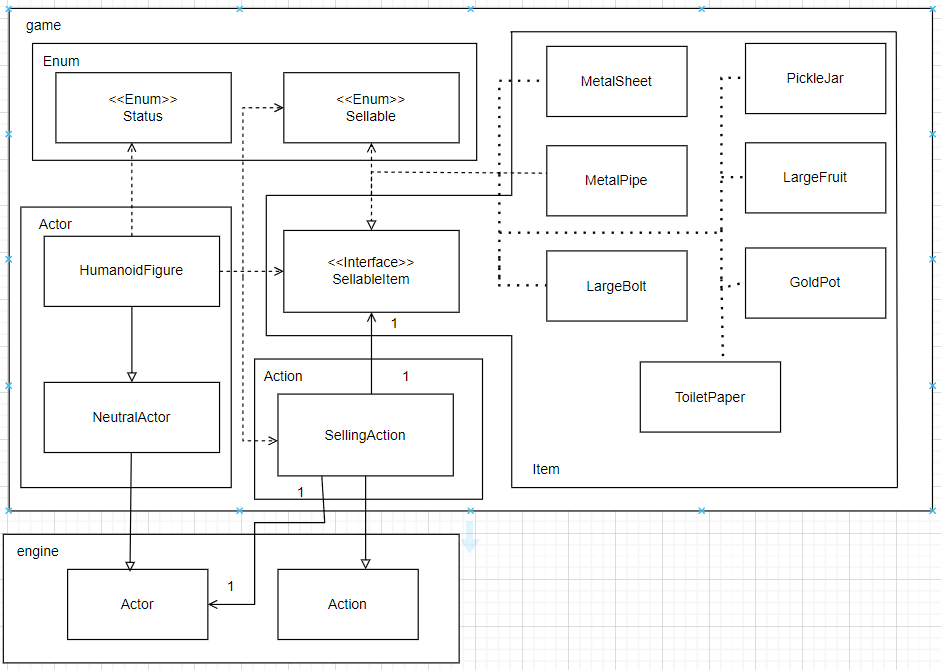 game
Enum
<<Enum>>
Status
<<Enum>>
Sellable
MetalSheet
PickleJar
MetalPipe
LargeFruit
Actor
HumanoidFigure
<<Interface>>
SellableItem
LargeBolt
GoldPot
1
Action
1
NeutralActor
SellingAction
ToiletPaper
Item
1
engine
1
Actor
Action